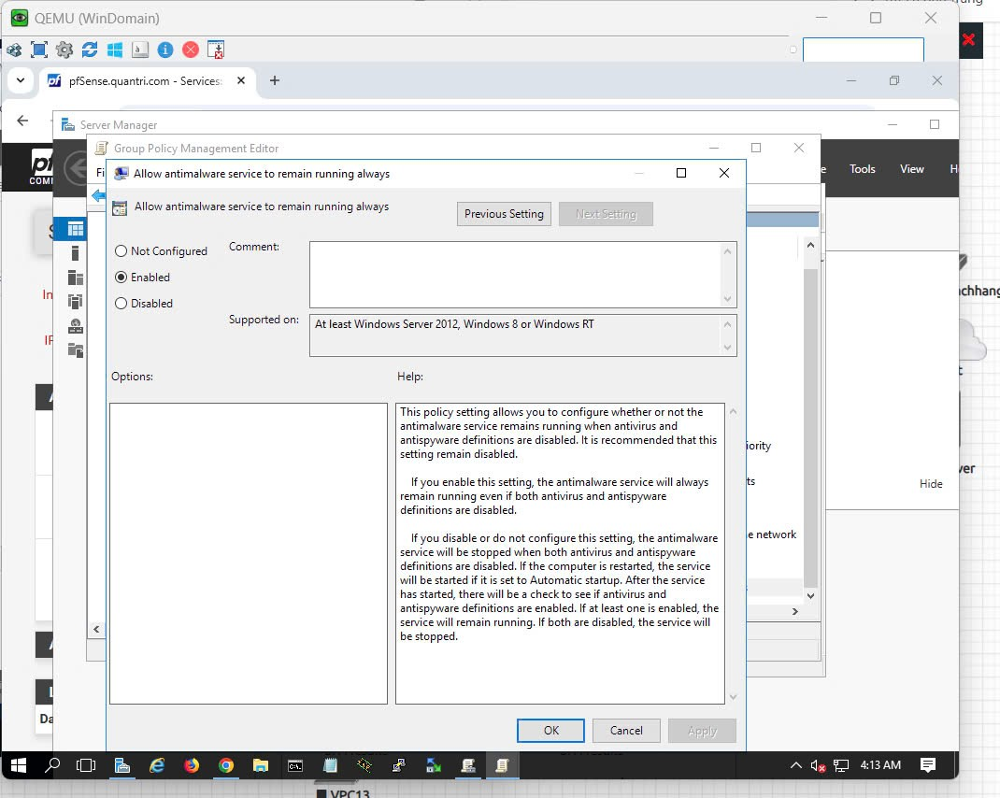 QEMU (WinDomain)
pfSense.quantri.com - Services:
Server Manager
Group Policy Management Editor
Allow antimalware service to remain running always
Tools
View
Allow antimalware service to remain running always
Previous Setting
Next Setting
Not Configured
Comment:
Enabled
Disabled
Supported on:
At least Windows Server 2012, Windows 8 or Windows RT
Options:
Help:
This policy setting allows you to configure whether or not the
antimalware service remains running when antivirus and
antispyware definitions are disabled. It is recommended that this
setting remain disabled.
If you enable this setting, the antimalware service will always
remain running even if both antivirus and antispyware
definitions are disabled.
If you disable or do not configure this setting, the antimalware
service will be stopped when both antivirus and antispyware
definitions are disabled. If the computer is restarted, the service
will be started if it is set to Automatic startup. After the service
has started, there will be a check to see if antivirus and
antispyware definitions are enabled. If at least one is enabled, the
service will remain running. If both are disabled, the service will
be stopped.
iority
ts
e network
Hide
achhang
ver
OK
Cancel
Apply
4:13 AM
VPC13